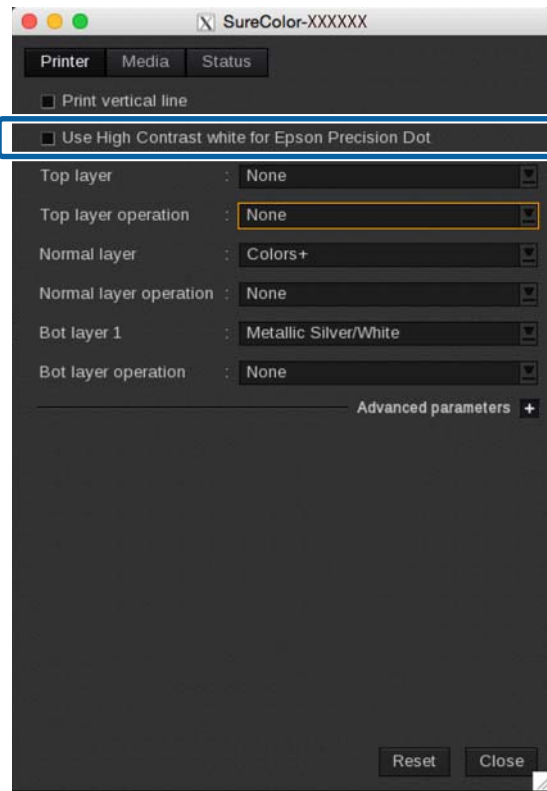 X SureColor-XXXXXX
Printer Media Status
Print vertical line
Use High Contrast white for Epson Precision Dot
Top layer : None
Top layer operation : None
Normal layer : Colors+
Normal layer operation : None
Bot layer 1 : Metallic Silver/White
Bot layer operation : None
Advanced parameters +
Reset Close